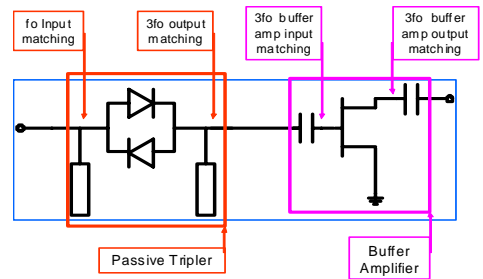 fo Input
matching
3fo output
matching
3fo buffer
amp input
matching
3fo buffer
amp output
matching
Passive Tripler
Buffer
Amplifier